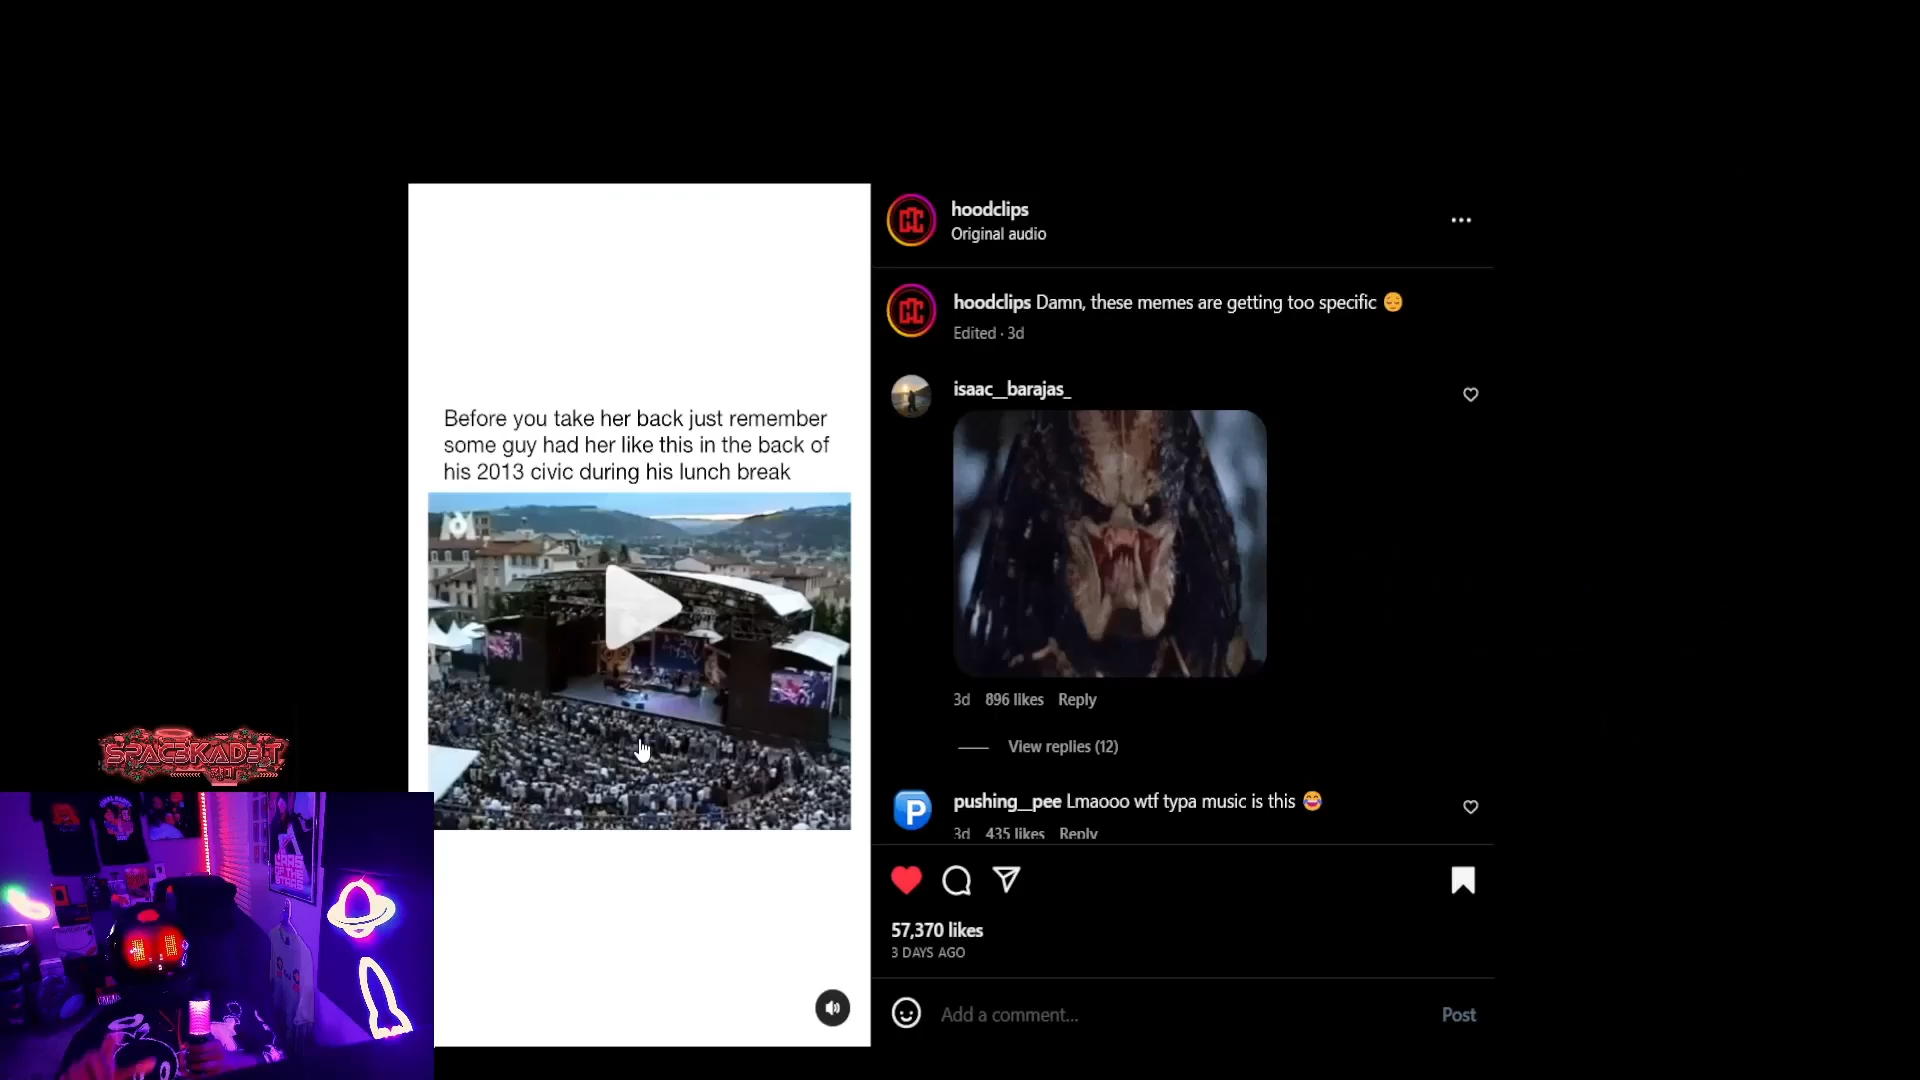 hoodclips
Original audio
hoodclips Damn, these memes are getting too specific 😔
Edited · 3d
isaac__barajas_
3d 896 likes Reply
View replies (12)
pushing__pee Lmaooo wtf typa music is this 😂
3d 435 likes Reply
57,370 likes
3 DAYS AGO
Add a comment...
Post
Before you take her back just remember
some guy had her like this in the back of
his 2013 civic during his lunch break
SPAC3KAD3T